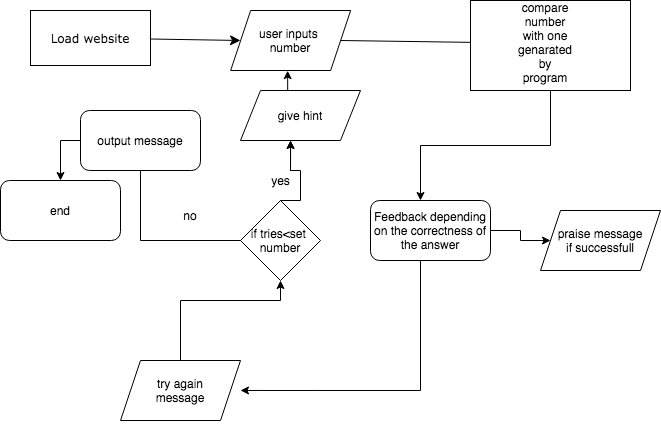 Load website
user inputs
number
compare
number
with one
genarated
by
program
give hint
output message
yes
end
no
if tries<set
number
Feedback depending
on the correctness of
the answer
praise message
if successfull
try again
message